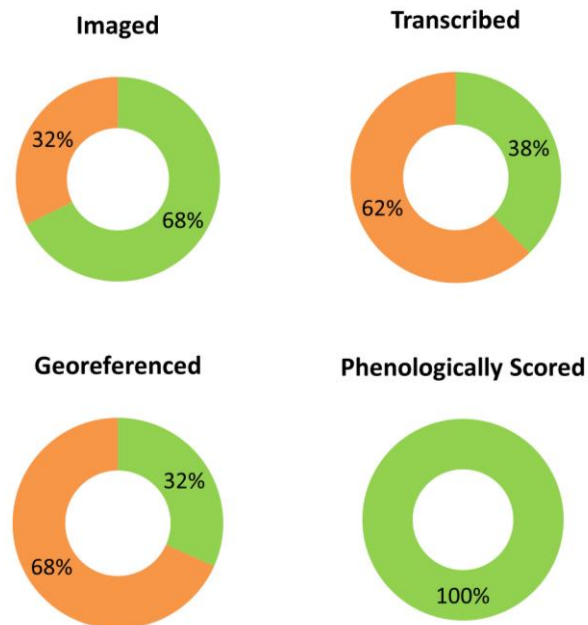 Imaged
32%
68%
Transcribed
38%
62%
Georeferenced
32%
68%
Phenologically Scored
100%